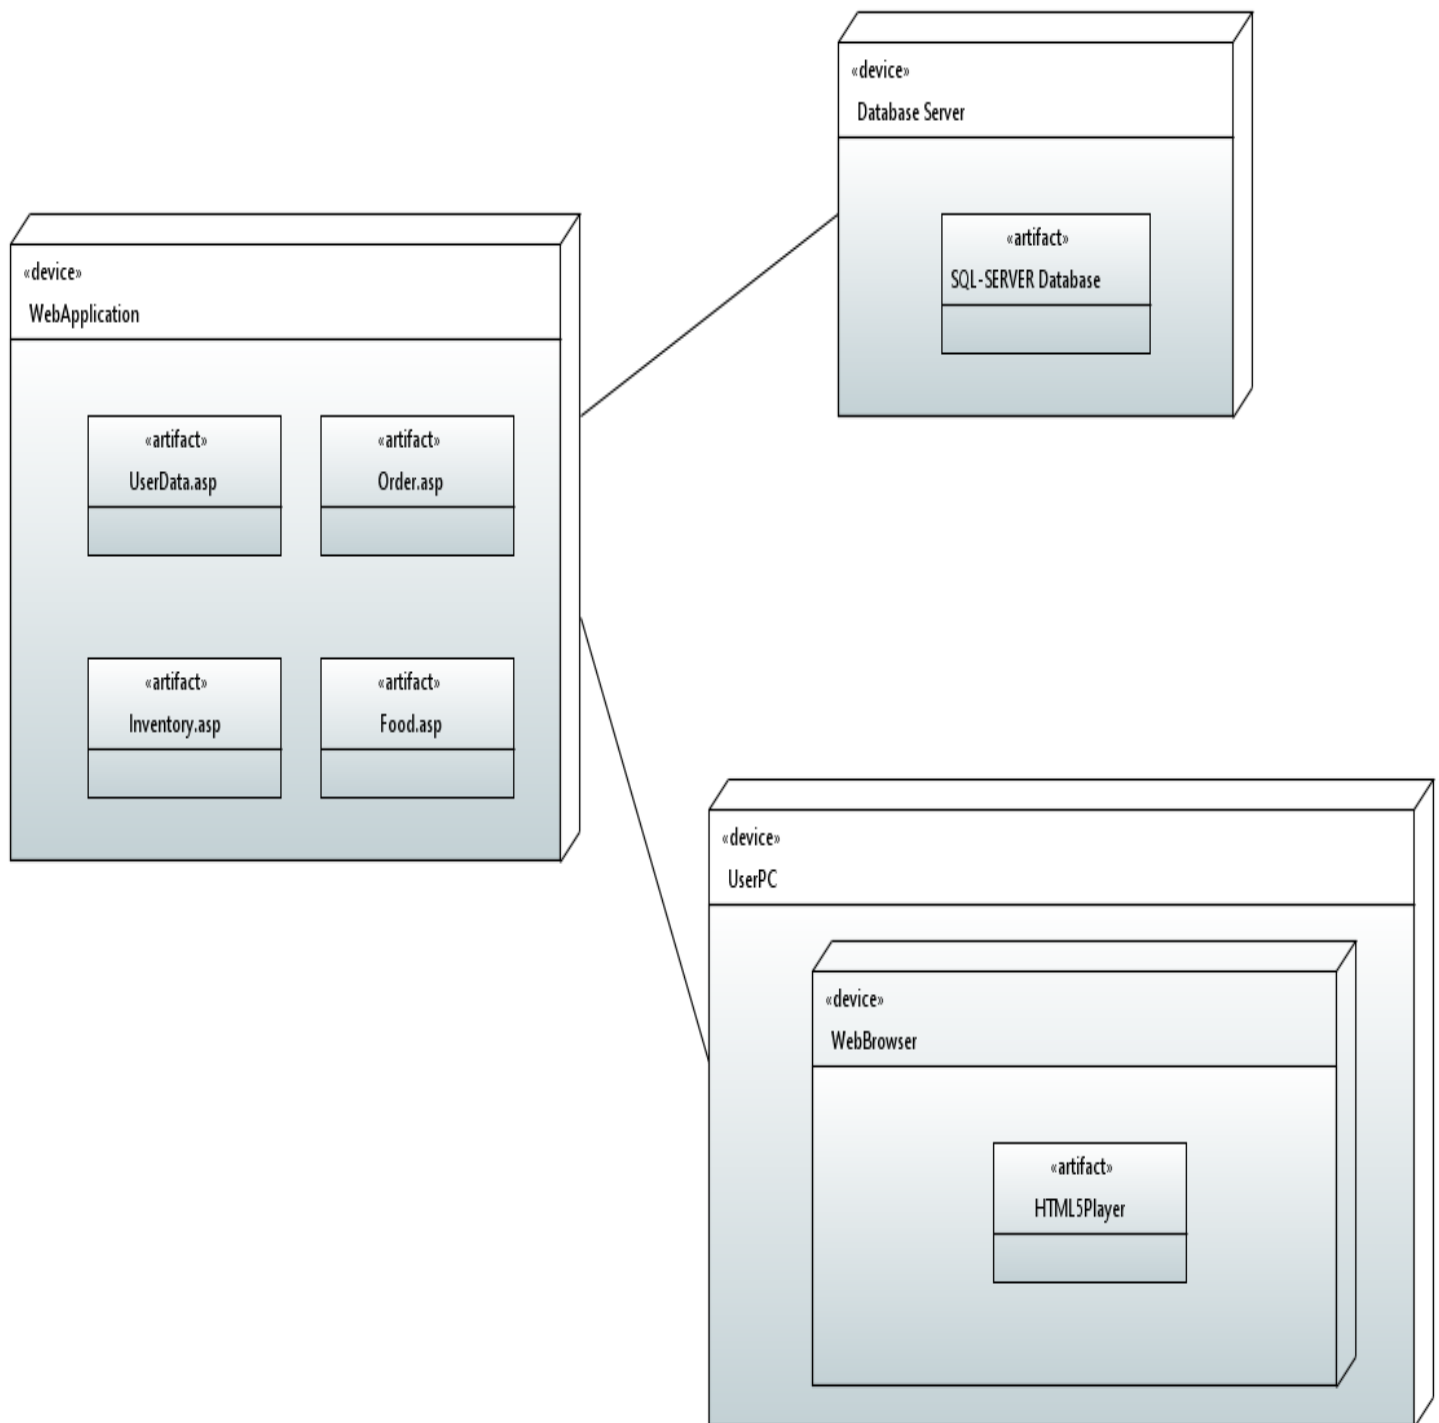 «device»
Database Server
«artifact»
SQL-SERVER Database
«device»
WebApplication
«artifact»
UserData.asp
«artifact»
Order.asp
«artifact»
Inventory.asp
«artifact»
Food.asp
«device»
UserPC
«device»
WebBrowser
«artifact»
HTML5Player